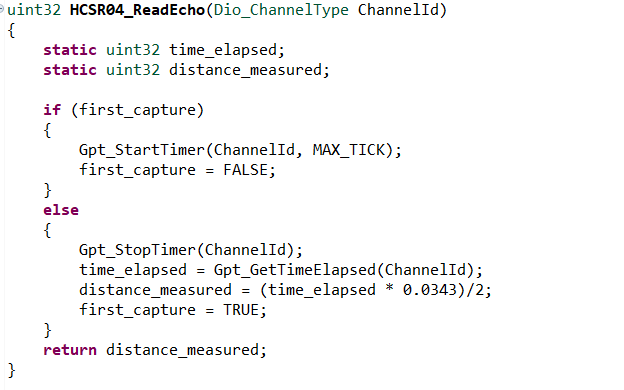 uint32 HCSR04_ReadEcho(Dio_ChannelType ChannelId)
{
    static uint32 time_elapsed;
    static uint32 distance_measured;

    if (first_capture)
    {
        Gpt_StartTimer(ChannelId, MAX_TICK);
        first_capture = FALSE;
    }
    else
    {
        Gpt_StopTimer(ChannelId);
        time_elapsed = Gpt_GetTimeElapsed(ChannelId);
        distance_measured = (time_elapsed * 0.0343)/2;
        first_capture = TRUE;
    }
    return distance_measured;
}